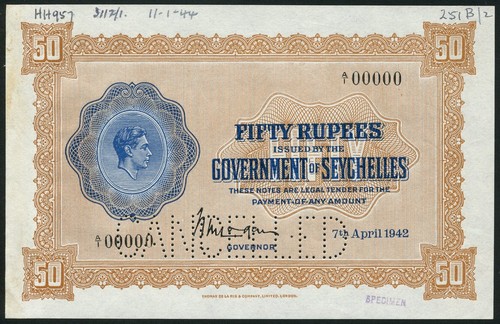 HH957 3112/1. 11-1-44 251B/2
50 50
A/1 00000
FIFTY RUPEES
ISSUED BY THE
GOVERNMENT OF SEYCHELLES
THESE NOTES ARE LEGAL TENDER FOR THE
PAYMENT OF ANY AMOUNT
CANCELLED
A/1 00000
GOVERNOR
7th April 1942
50 50
THOMAS DE LA RUE & COMPANY, LIMITED, LONDON.
SPECIMEN